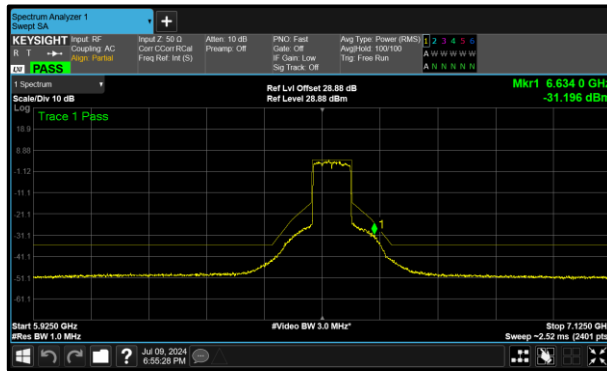 Spectrum Analyzer 1
Swept SA
+
KEYSIGHT Input: RF Input Z: 50 Ω Atten: 10 dB PNO: Fast Avg Type: Power (RMS) 1 2 3 4 5 6
R T Coupling: AC Corr CCorr RCal Preamp: Off Gate: Off Avg|Hold: 100/100 A W W W W W
Align: Partial Freq Ref: Int (S) IF Gain: Low Trig: Free Run
LXI PASS Sig Track: Off A N N N N N
1 Spectrum Ref Lvl Offset 28.88 dB Mkr1 6.634 0 GHz
Scale/Div 10 dB Ref Level 28.88 dBm -31.196 dBm
Log
Trace 1 Pass
18.9
8.88
-1.12
-11.1
-21.1
1
-31.1
-41.1
-51.1
-61.1
Start 5.9250 GHz #Video BW 3.0 MHz* Stop 7.1250 GHz
#Res BW 1.0 MHz Sweep ~2.52 ms (2401 pts
? Jul 09, 2024
6:55:28 PM